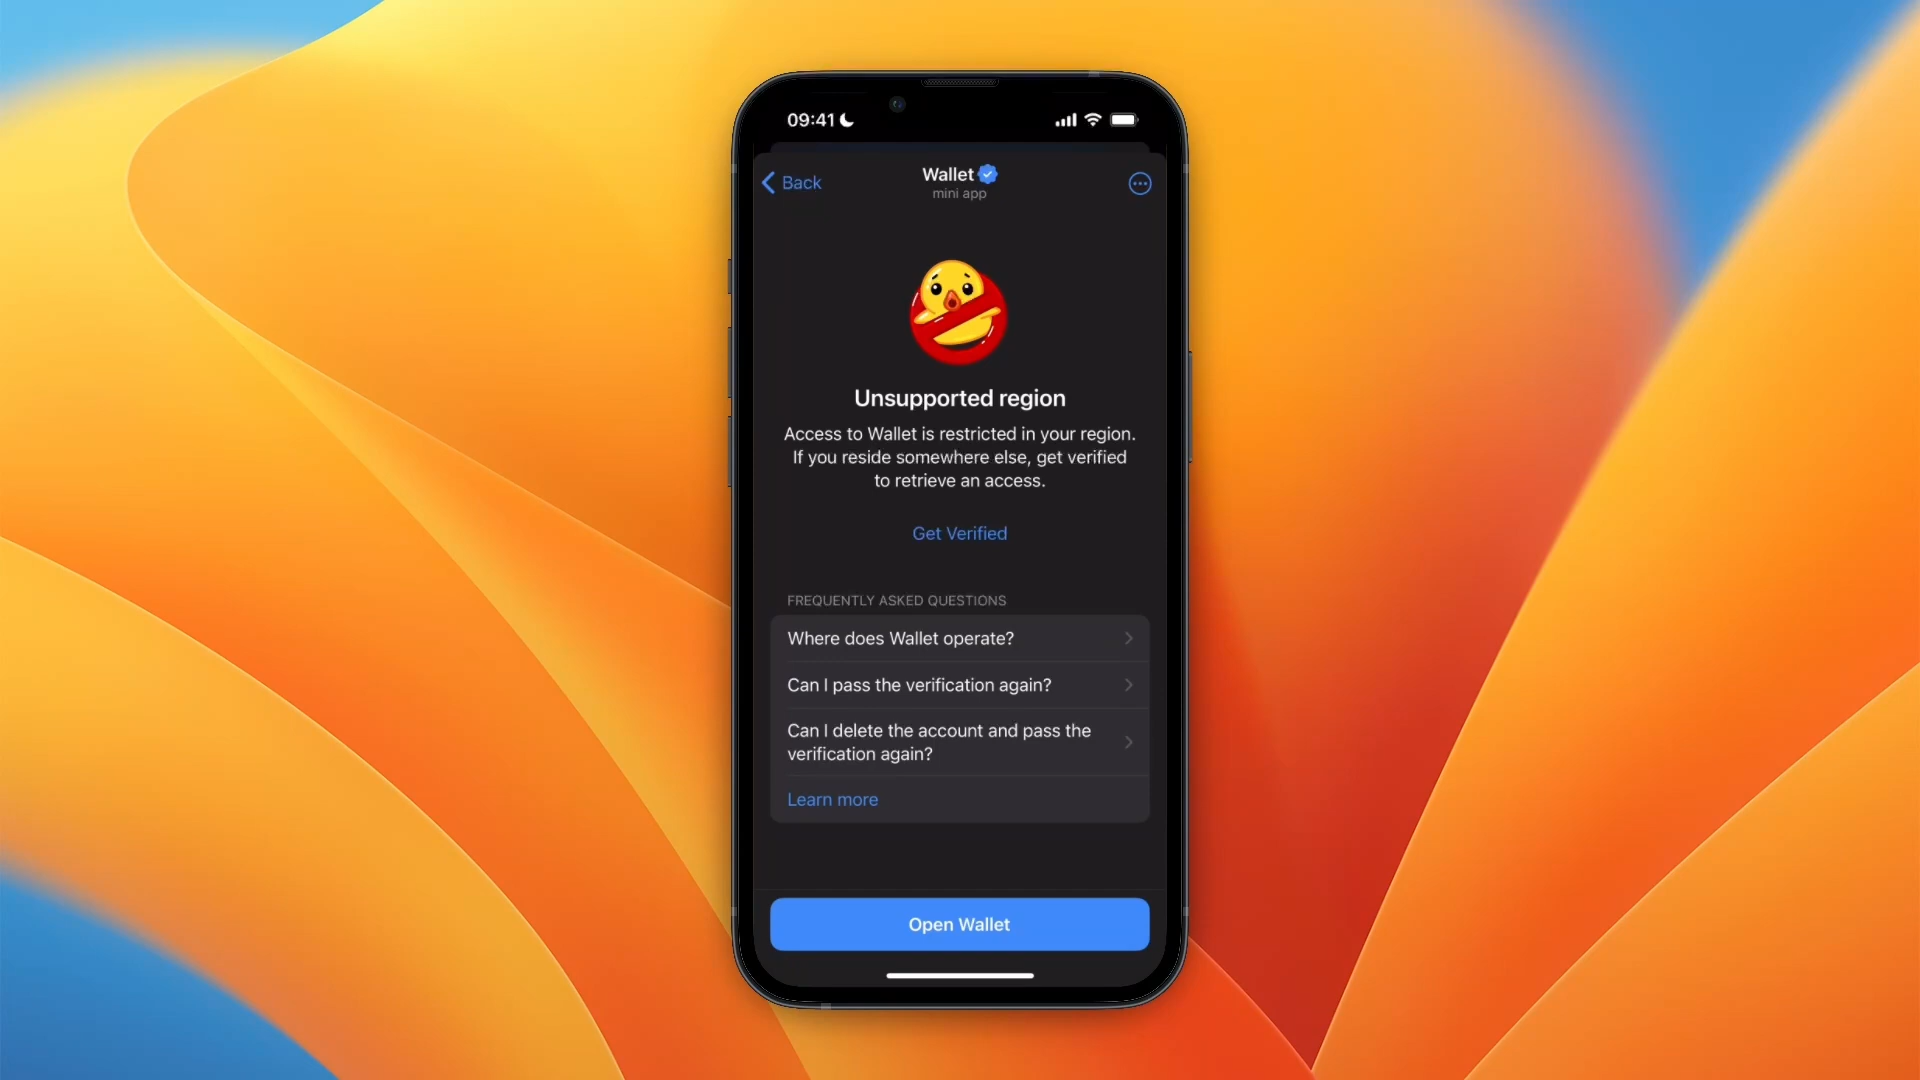 09:41
Back
Wallet
mini app
Unsupported region
Access to Wallet is restricted in your region.
If you reside somewhere else, get verified
to retrieve an access.
Get Verified
FREQUENTLY ASKED QUESTIONS
Where does Wallet operate?
Can I pass the verification again?
Can I delete the account and pass the
verification again?
Learn more
Open Wallet